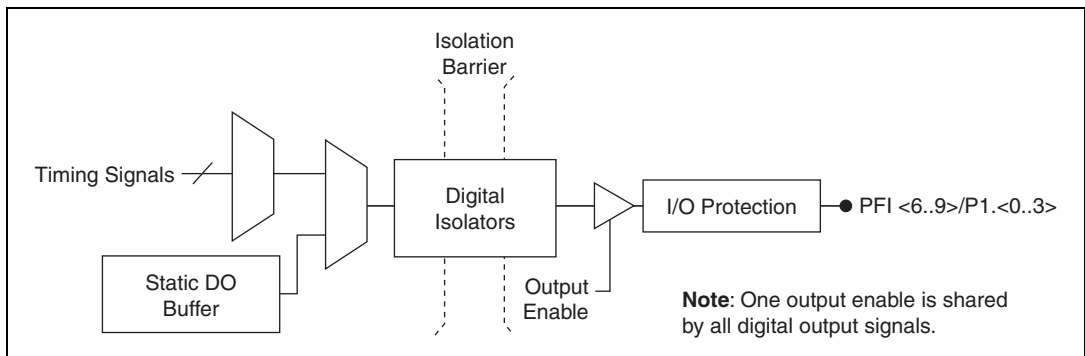 Isolation
Barrier
Timing Signals
Digital
Isolators
I/O Protection
PFI <6..9>/P1.<0..3>
Static DO
Buffer
Output
Enable
Note: One output enable is shared
by all digital output signals.